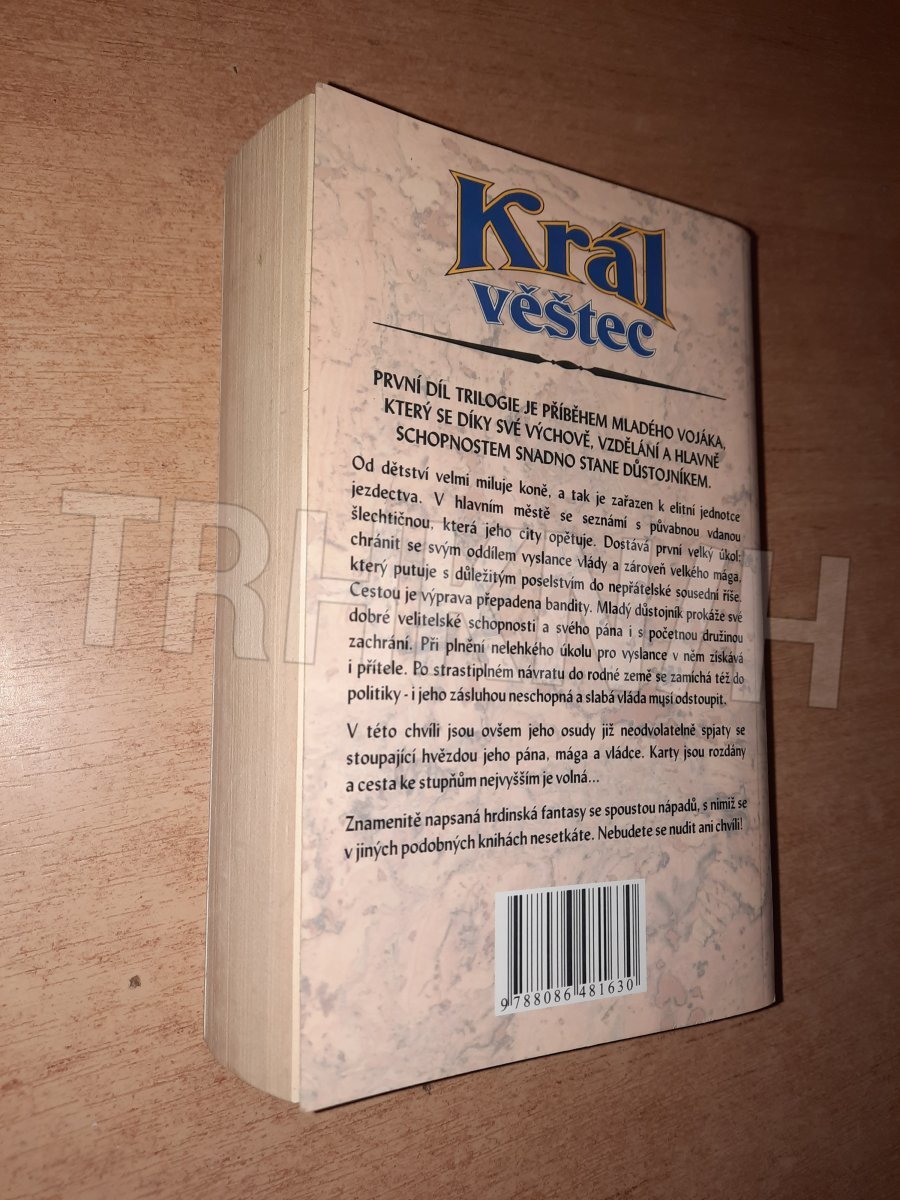 Král
věštec
PRVNÍ DÍL TRILOGIE JE PŘÍBĚHEM MLADÉHO VOJÁKA,
KTERÝ SE DÍKY SVÉ VÝCHOVĚ, VZDĚLÁNÍ A HLAVNĚ
SCHOPNOSTEM SNADNO STANE DŮSTOJNÍKEM.
Od dětství velmi miluje koně, a tak je zařazen k elitní jednotce
jezdectva. V hlavním městě se seznámí s půvabnou vdanou
šlechtičnou, která jeho city opětuje. Dostává první velký úkol:
chránit se svým oddílem vyslance vlády a zároveň velkého mága,
který putuje s důležitým poselstvím do nepřátelské sousední říše.
Cestou je výprava přepadena bandity. Mladý důstojník prokáže své
dobré velitelské schopnosti a svého pána i s početnou družinou
zachrání. Při plnění nelehkého úkolu pro vyslance v něm získává
i přítele. Po strastiplném návratu do rodné země se zamíchá též do
politiky - i jeho zásluhou neschopná a slabá vláda musí odstoupit.
V této chvíli jsou ovšem jeho osudy již neodvolatelně spjaty se
stoupající hvězdou jeho pána, mága a vládce. Karty jsou rozdány
a cesta ke stupňům nejvyšším je volná...
Znamenitě napsaná hrdinská fantasy se spoustou nápadů, s nimiž se
v jiných podobných knihách nesetkáte. Nebudete se nudit ani chvíli!
9 788086 481630